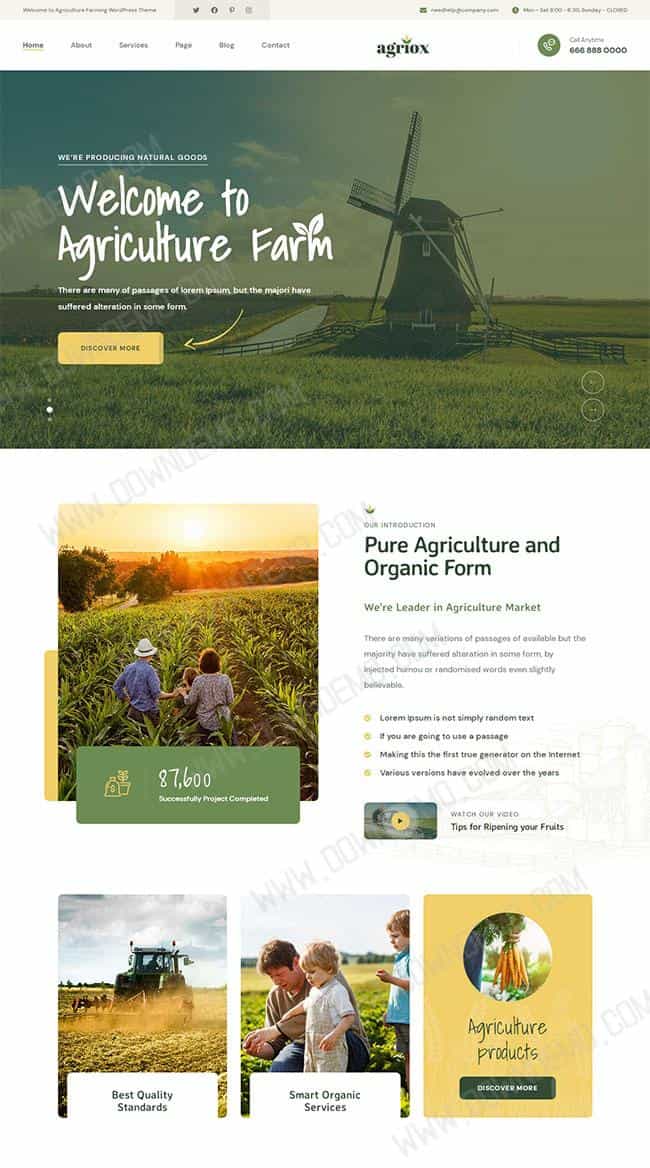 Welcome to Agriculture Farming WordPress Theme
needhelp@company.com
Mon - Sat 8:00 - 6:30, Sunday - CLOSED
Home
About
Services
Page
Blog
Contact
agriox
Call Anytime
666 888 0000
WE'RE PRODUCING NATURAL GOODS
Welcome to
Agriculture Farm
There are many of passages of lorem Ipsum, but the majori have
suffered alteration in some form.
DISCOVER MORE
OUR INTRODUCTION
Pure Agriculture and
Organic Form
We're Leader in Agriculture Market
There are many variations of passages of available but the
majority have suffered alteration in some form, by
injected humou or randomised words even slightly
believable.
Lorem Ipsum is not simply random text
If you are going to use a passage
Making this the first true generator on the Internet
Various versions have evolved over the years
87,600
Successfully Project Completed
WATCH OUR VIDEO
Tips for Ripening your Fruits
Best Quality
Standards
Smart Organic
Services
Agriculture
products
DISCOVER MORE
WWW.DOWNDEMO.COM